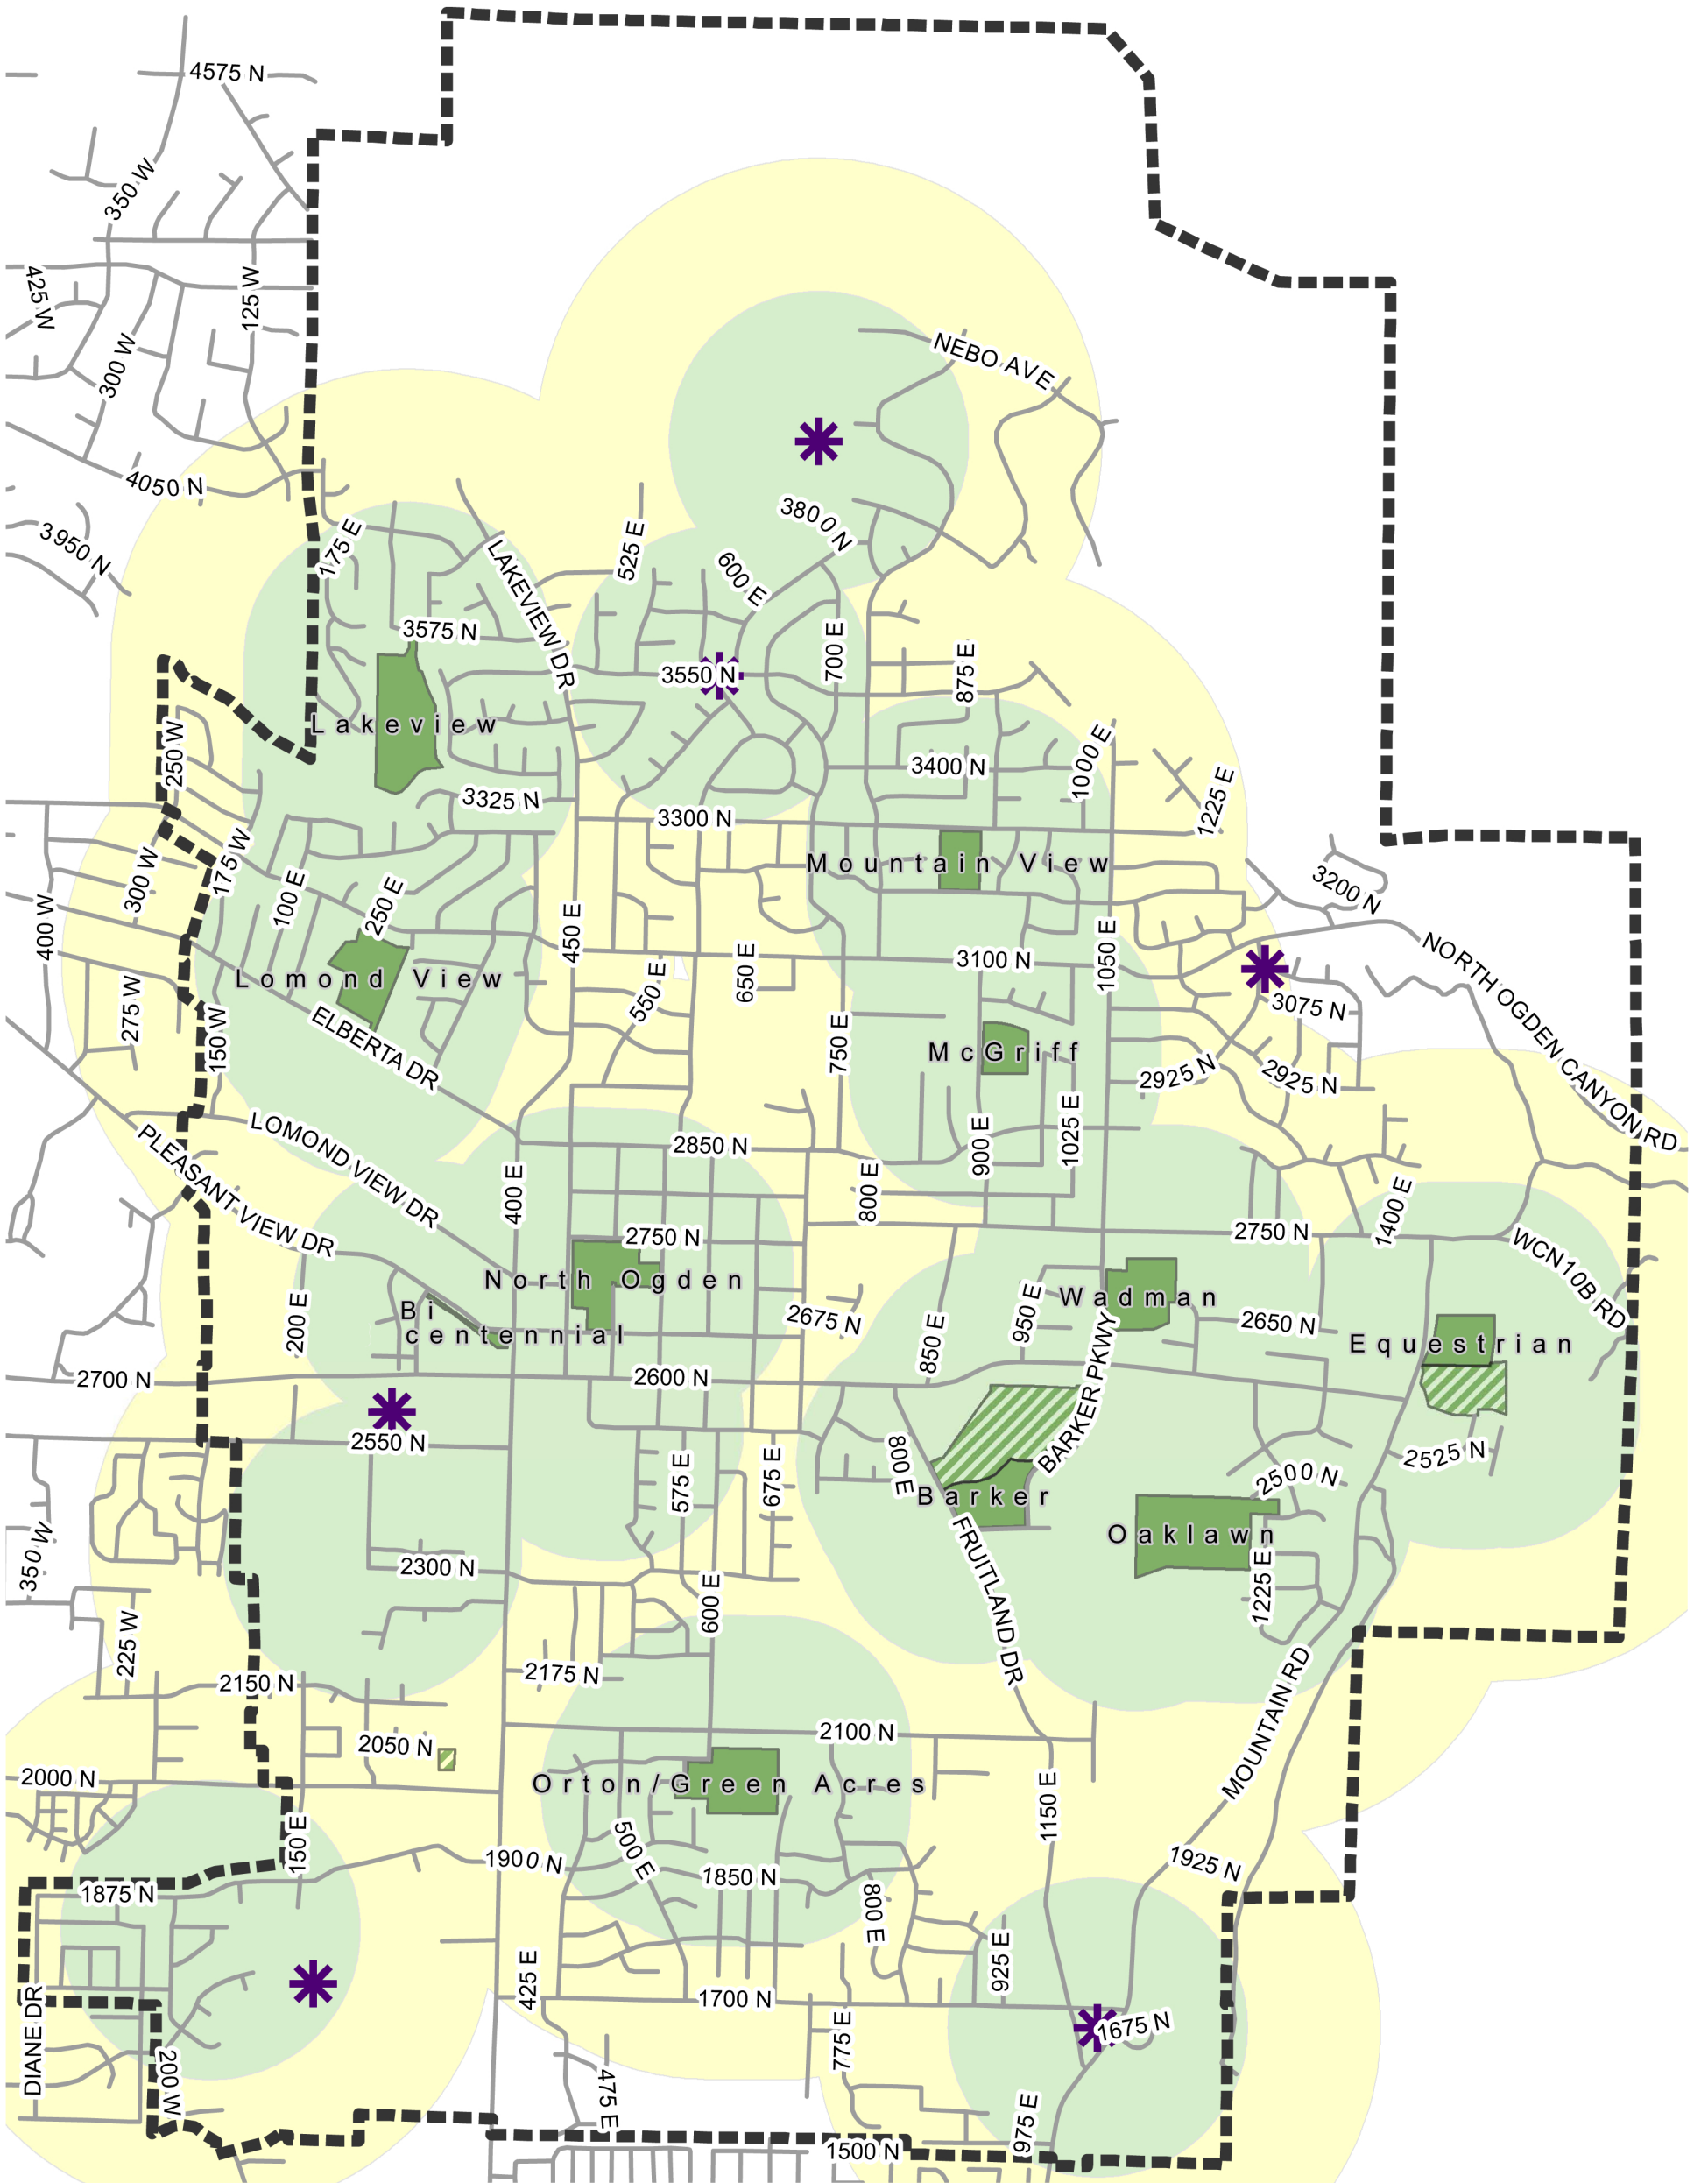 4575 N
350 W
425 W
125 W
300 W
NEBO AVE
4050 N
3950 N
175 E
525 E
3800 N
600 E
LAKEVIEW DR
3575 N
700 E
875 E
3550 N
Lakeview
250 W
1000 E
3400 N
3325 N
1225 E
3300 N
175 W
300 W
100 E
250 E
Mountain View
3200 N
400 W
450 E
650 E
3100 N
1050 E
NORTH OGDEN CANYON RD
Lomond View
550 E
275 W
150 W
ELBERTA DR
750 E
3075 N
McGriff
2925 N
2925 N
LOMOND VIEW DR
PLEASANT VIEW DR
2850 N
900 E
1025 E
400 E
800 E
1400 E
2750 N
2750 N
WCN10B RD
North Ogden
Wadman
200 E
Bi
centennial
2675 N
850 E
950 E
2650 N
Equestrian
2700 N
2600 N
BARKER PKWY
2550 N
575 E
675 E
800 E
2525 N
2500 N
Barker
Oaklawn
350 W
2300 N
FRUITLAND DR
1225 E
600 E
225 W
2150 N
2175 N
MOUNTAIN RD
2050 N
2100 N
2000 N
Orton/Green Acres
1150 E
150 E
500 E
1900 N
1850 N
1925 N
1875 N
800 E
925 E
425 E
1700 N
1675 N
DIANE DR
200 W
475 E
775 E
975 E
1500 N